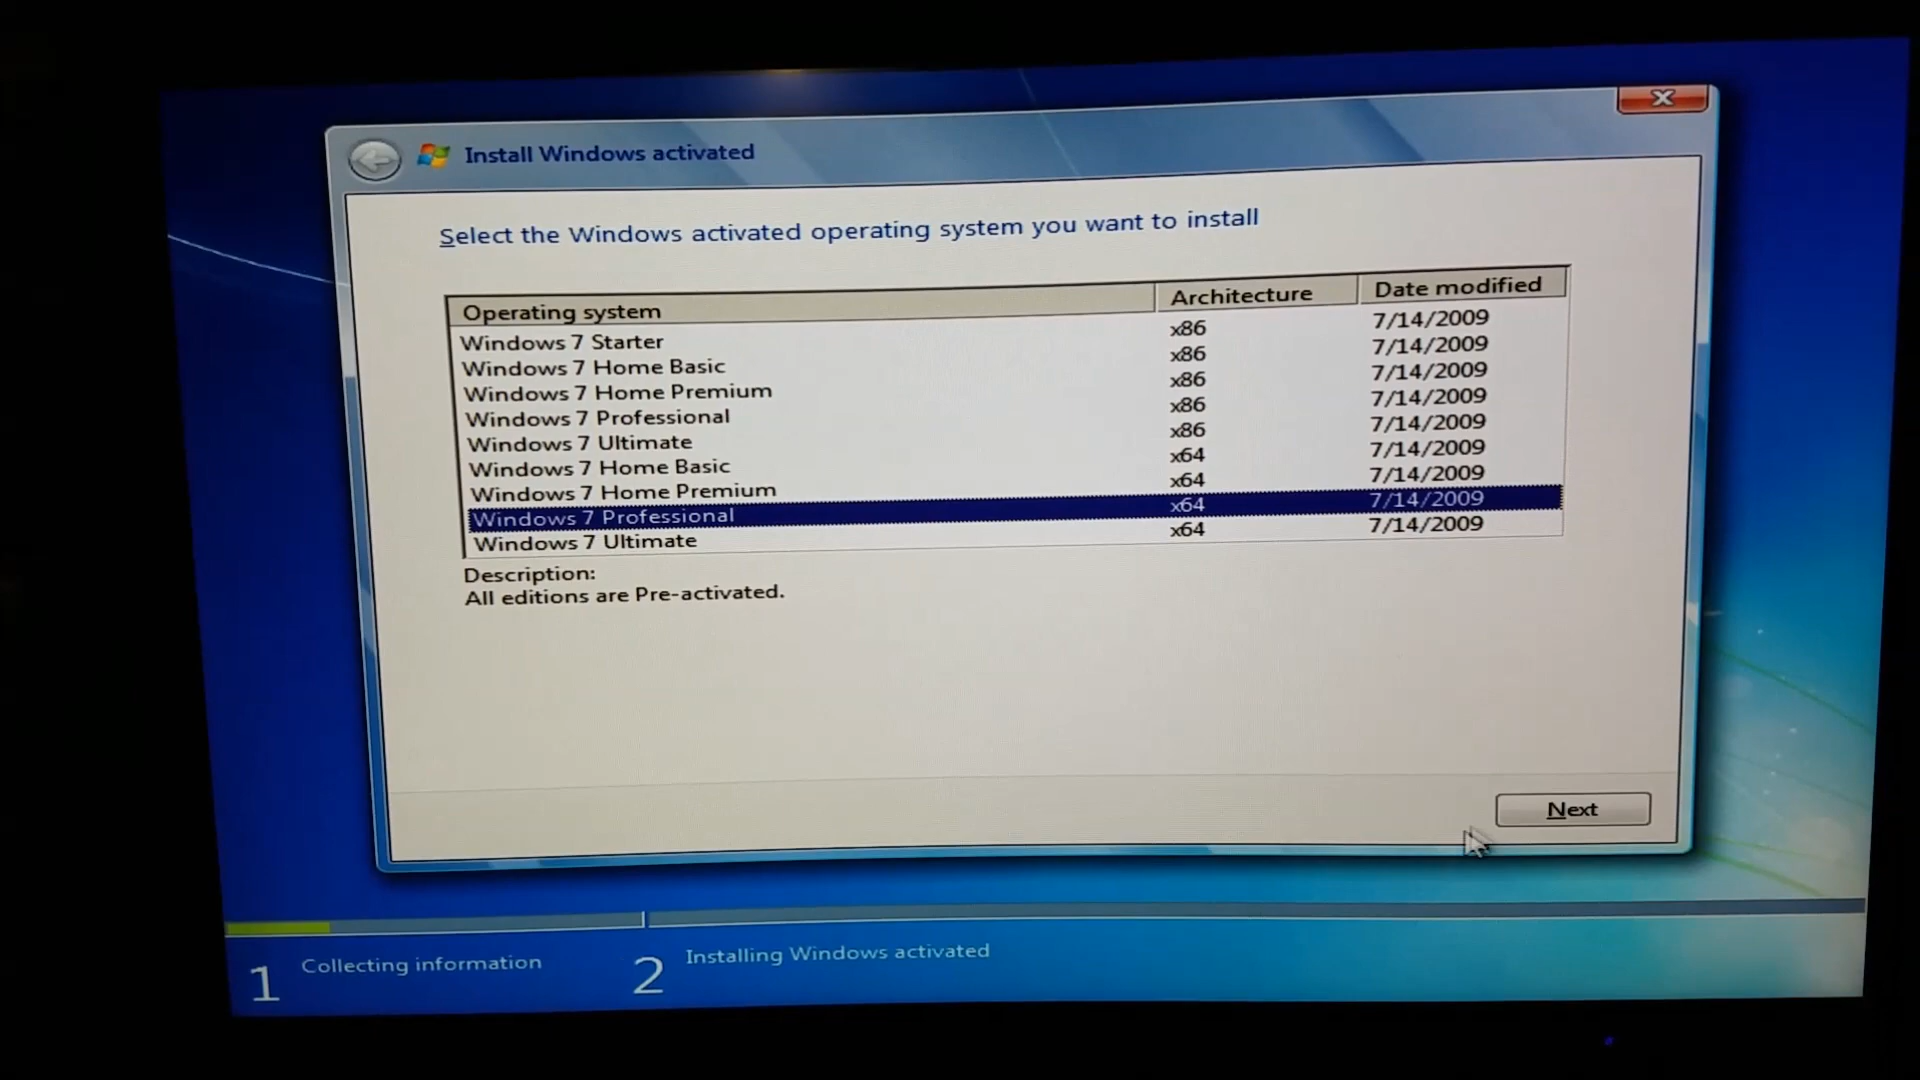 Install Windows activated
Select the Windows activated operating system you want to install
Operating system Architecture Date modified
Windows 7 Starter x86 7/14/2009
Windows 7 Home Basic x86 7/14/2009
Windows 7 Home Premium x86 7/14/2009
Windows 7 Professional x86 7/14/2009
Windows 7 Ultimate x86 7/14/2009
Windows 7 Home Basic x64 7/14/2009
Windows 7 Home Premium x64 7/14/2009
Windows 7 Professional x64 7/14/2009
Windows 7 Ultimate x64 7/14/2009
Description:
All editions are Pre-activated.
Next
1 Collecting information 2 Installing Windows activated